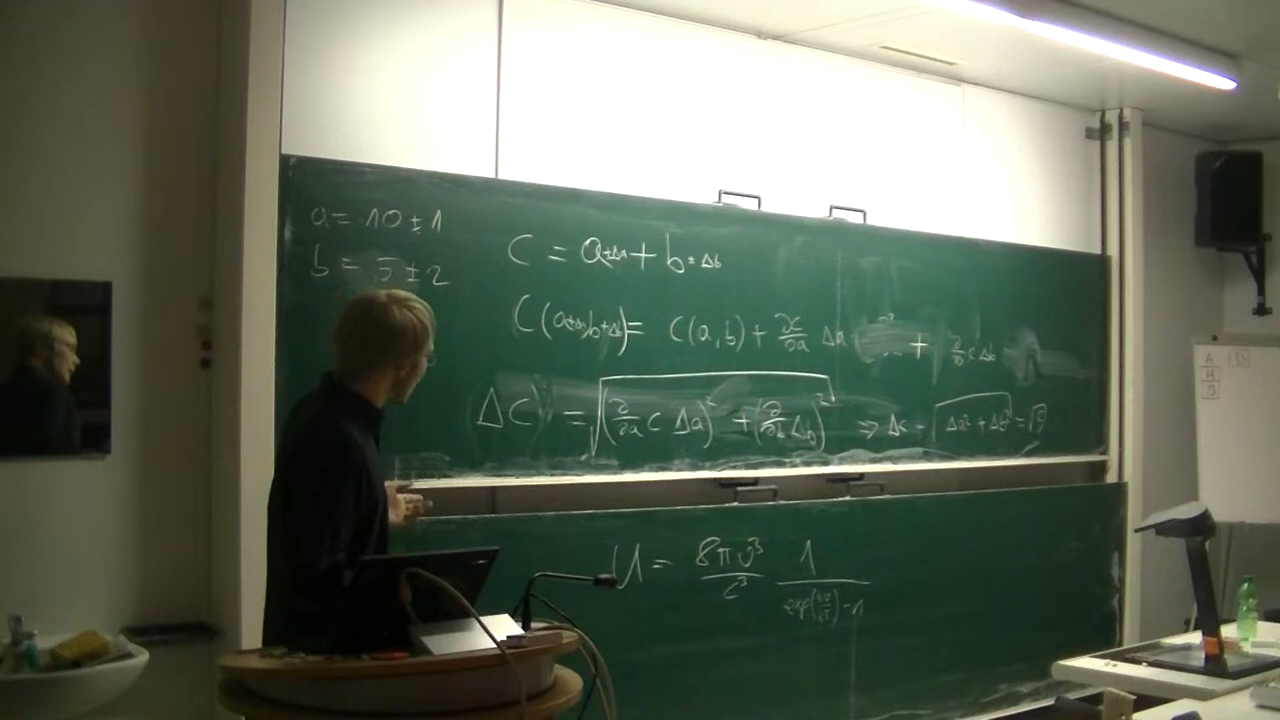 a = 10 ± 1
b = 5 ± 2
C = a±Δa + b ± Δb
C(a+Δa, b+Δb) = C(a, b) + ∂C/∂a Δa + ∂/∂b C Δb
ΔC = √((∂/∂a C Δa)² + (∂/∂b Δb)²) ⇒ Δc = √(Δa² + Δb²) = √5
U = 8πν³/c³ 1/(exp(hν/kT) - 1)
A D
H